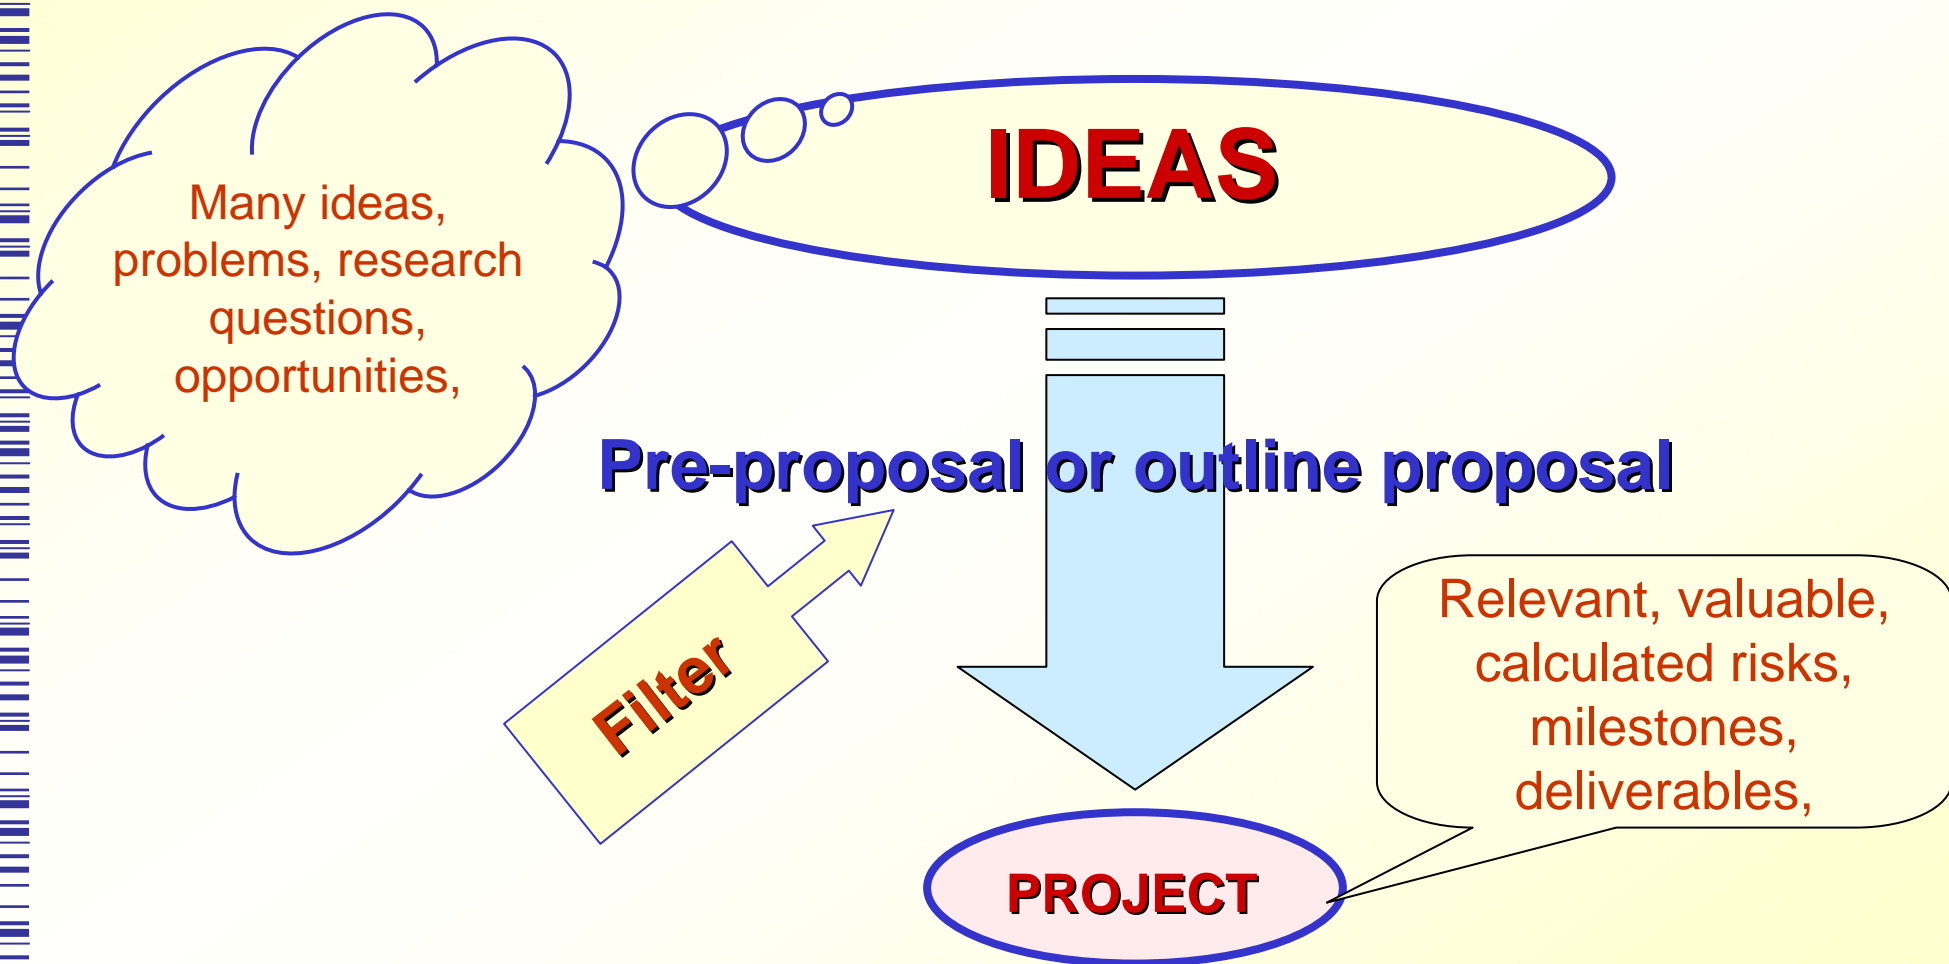 IDEAS
Many ideas,
problems, research
questions,
opportunities,
Pre-proposal or outline proposal
Filter
Relevant, valuable,
calculated risks,
milestones,
deliverables,
PROJECT